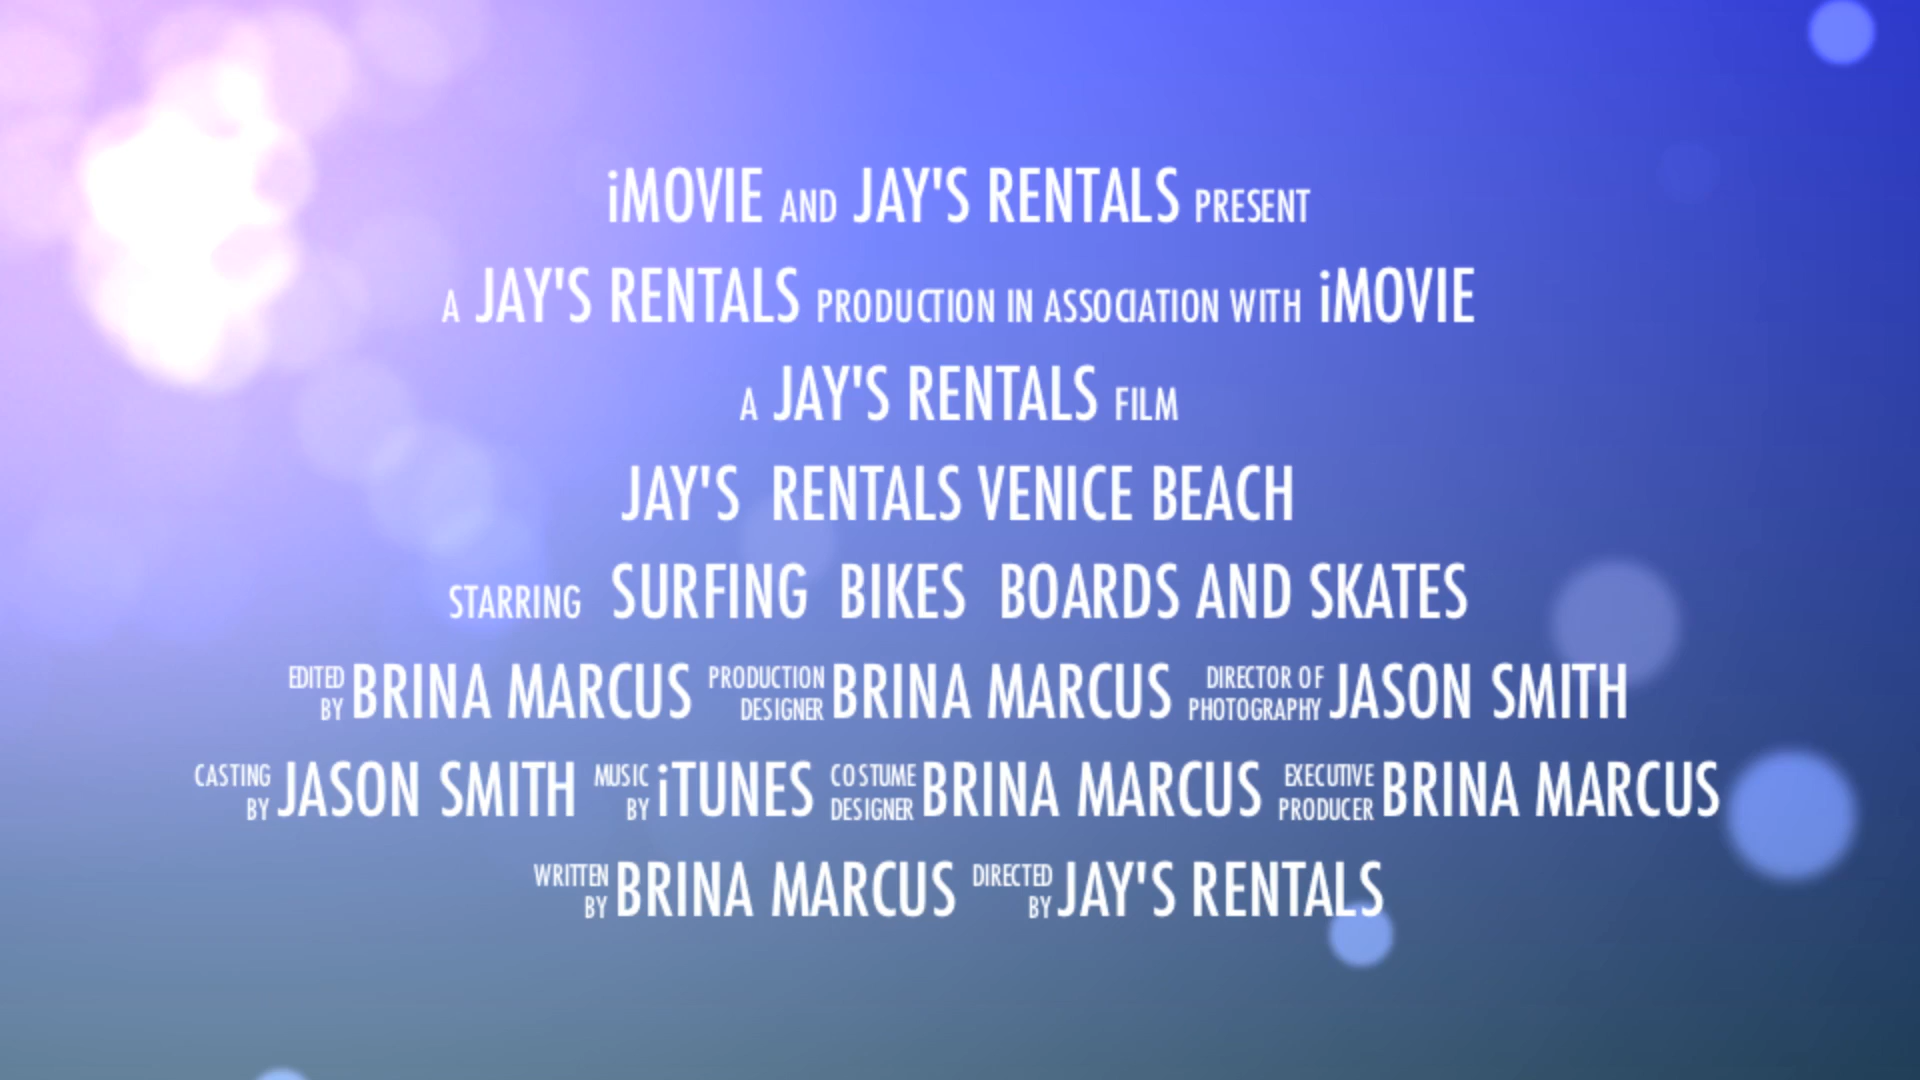 iMOVIE AND JAY'S RENTALS PRESENT
A JAY'S RENTALS PRODUCTION IN ASSOCIATION WITH iMOVIE
A JAY'S RENTALS FILM
JAY'S RENTALS VENICE BEACH
STARRING SURFING BIKES BOARDS AND SKATES
EDITED BY BRINA MARCUS PRODUCTION DESIGNER BRINA MARCUS DIRECTOR OF PHOTOGRAPHY JASON SMITH
CASTING BY JASON SMITH MUSIC BY iTUNES COSTUME DESIGNER BRINA MARCUS EXECUTIVE PRODUCER BRINA MARCUS
WRITTEN BY BRINA MARCUS DIRECTED BY JAY'S RENTALS